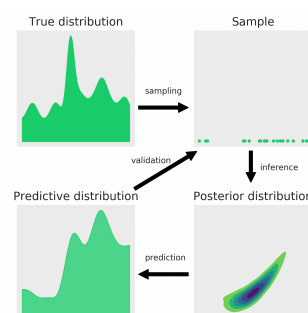 True distribution
Sample
sampling
validation
inference
Predictive distribution
Posterior distribution
prediction